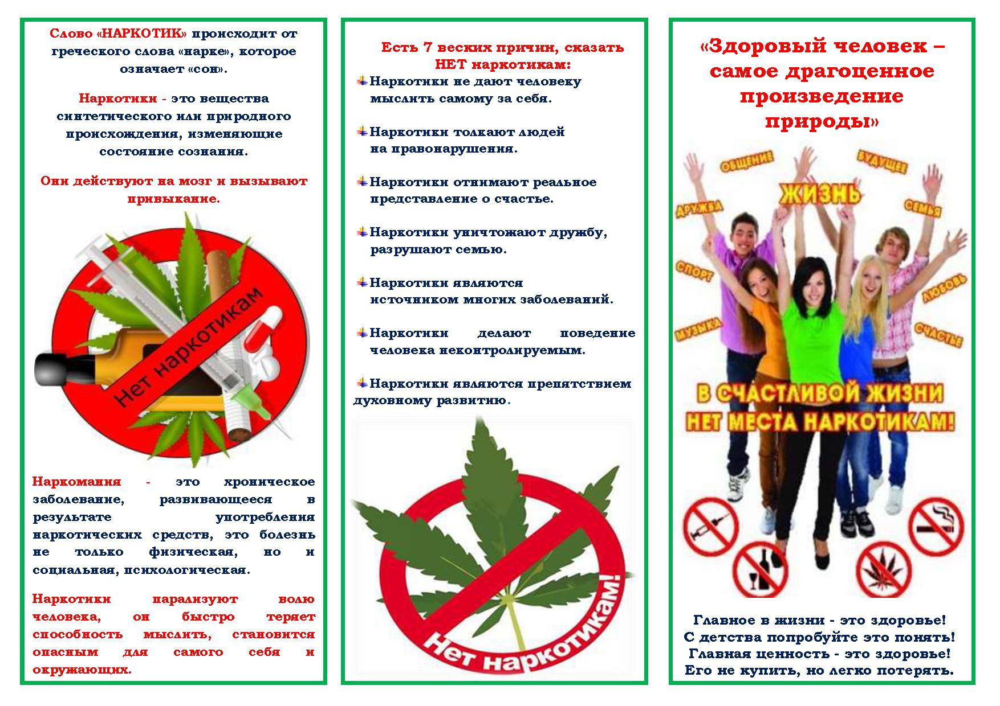 Слово «НАРКОТИК» происходит от
греческого слова «нарке», которое
означает «сон».
Наркотики - это вещества
синтетического или природного
происхождения, изменяющие
состояние сознания.
Они действуют на мозг и вызывают
привыкание.
Нет наркотикам
Наркомания - это хроническое
заболевание, развивающееся в
результате употребления
наркотических средств, это болезнь
не только физическая, но и
социальная, психологическая.
Наркотики парализуют волю
человека, он быстро теряет
способность мыслить, становится
опасным для самого себя и
окружающих.
Есть 7 веских причин, сказать
НЕТ наркотикам:
Наркотики не дают человеку
мыслить самому за себя.
Наркотики толкают людей
на правонарушения.
Наркотики отнимают реальное
представление о счастье.
Наркотики уничтожают дружбу,
разрушают семью.
Наркотики являются
источником многих заболеваний.
Наркотики делают поведение
человека неконтролируемым.
Наркотики являются препятствием
духовному развитию.
Нет наркотикам!
«Здоровый человек –
самое драгоценное
произведение
природы»
ОБЩЕНИЕ
БУДУЩЕЕ
ЖИЗНЬ
ДРУЖБА
СЕМЬЯ
СПОРТ
ЛЮБОВЬ
МУЗЫКА
СЧАСТЬЕ
В СЧАСТЛИВОЙ ЖИЗНИ
НЕТ МЕСТА НАРКОТИКАМ!
Главное в жизни - это здоровье!
С детства попробуйте это понять!
Главная ценность - это здоровье!
Его не купить, но легко потерять.